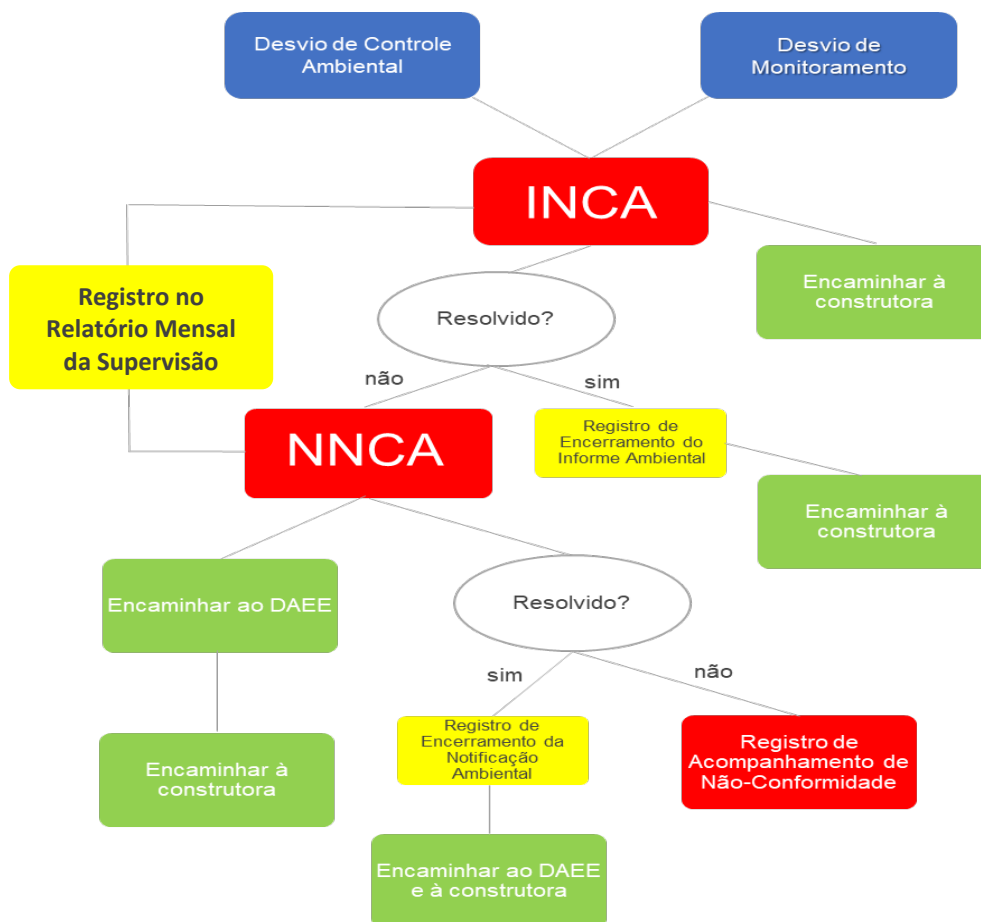 Desvio de Controle
Ambiental
Desvio de
Monitoramento
INCA
Encaminhar à
construtora
Registro no
Relatório Mensal
da Supervisão
Resolvido?
não
sim
NNCA
Registro de
Encerramento do
Informe Ambiental
Encaminhar à
construtora
Encaminhar ao DAEE
Resolvido?
sim
não
Encaminhar à
construtora
Registro de
Encerramento da
Notificação
Ambiental
Registro de
Acompanhamento de
Não-Conformidade
Encaminhar ao DAEE
e à construtora